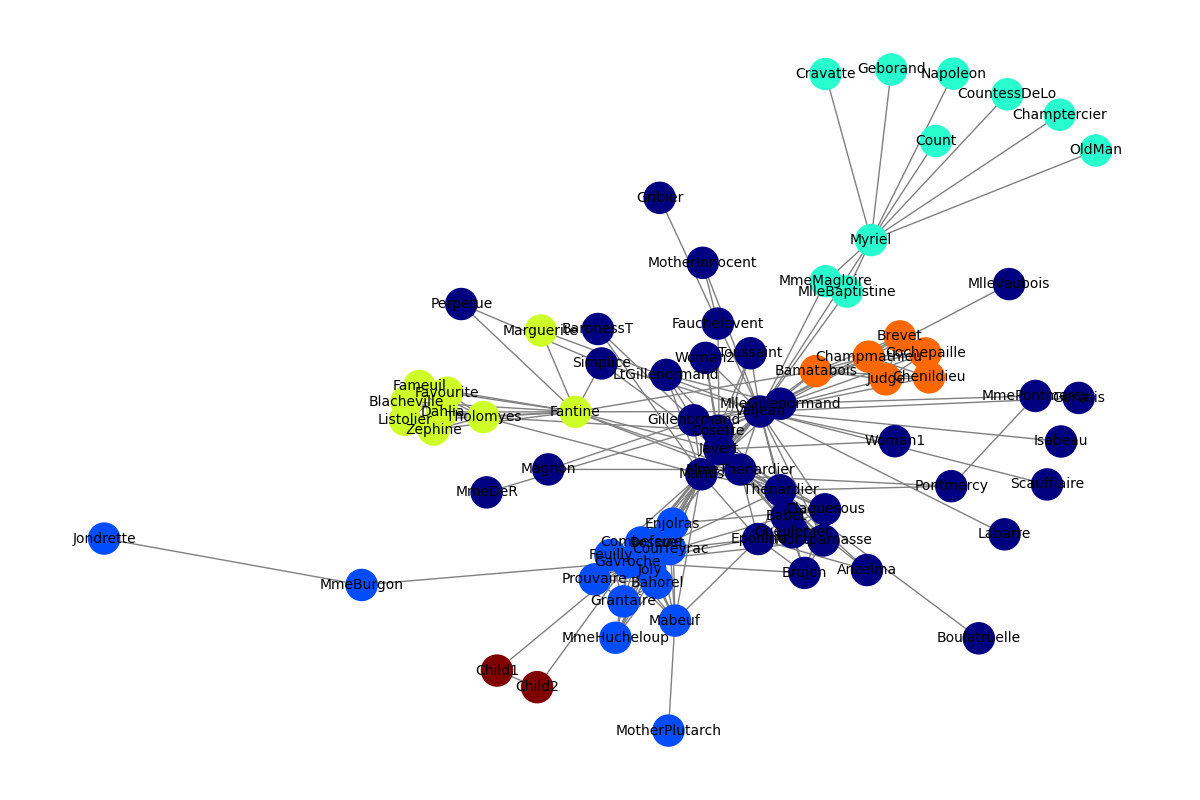 Cravatte
Geborand
Napoleon
CountessDeLo
Champtercier
Count
OldMan
Gribier
Myriel
MotherInnocent
MmeMagloire
MlleVaubois
MlleBaptistine
Perpetue
Marguerite
BaronessT
Fauchelevent
Brevet
Simplice
Woman2
Toussaint
Champmathieu
Cochepaille
LtGillenormand
Bamatabois
Judge
Chenildieu
Fameuil
Favourite
Blacheville
Dahlia
Listolier
Zephine
Tholomyes
Fantine
MlleGillenormand
Valjean
MmePontmercy
Gervais
Gillenormand
Cosette
Javert
Woman1
Isabeau
Magnon
Marius
MmeThenardier
MmeDeR
Thenardier
Pontmercy
Scaufflaire
Claquesous
Babet
Gueulemer
Montparnasse
Eponine
Labarre
Enjolras
Combeferre
Bossuet
Courfeyrac
Feuilly
Gavroche
Joly
Jondrette
MmeBurgon
Prouvaire
Bahorel
Brujon
Anzelma
Grantaire
Mabeuf
MmeHucheloup
Boulatruelle
Child1
Child2
MotherPlutarch